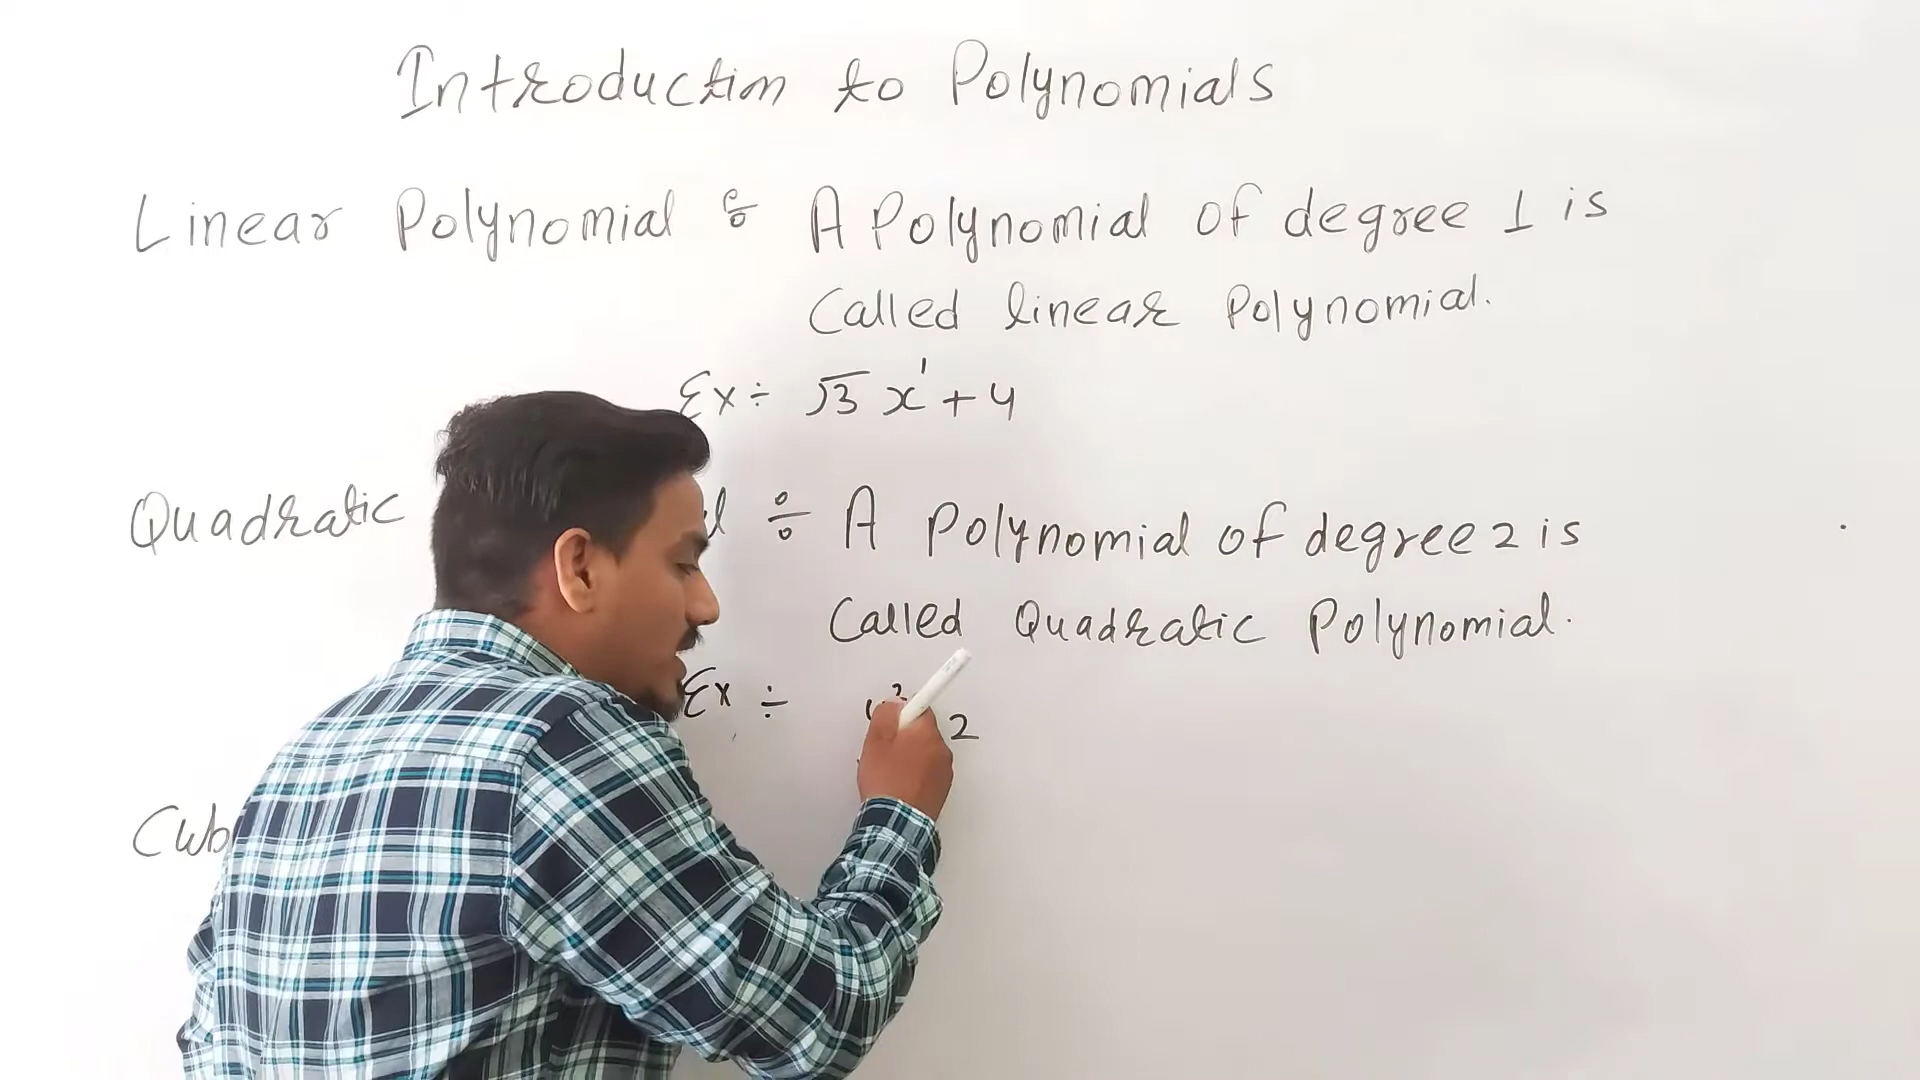 Introduction to Polynomials
Linear Polynomial ÷ A Polynomial of degree 1 is
Called linear Polynomial.
Ex ÷ √3 x¹ + 4
Quadratic ÷ A Polynomial of degree 2 is
Called Quadratic Polynomial.
Ex ÷ 2